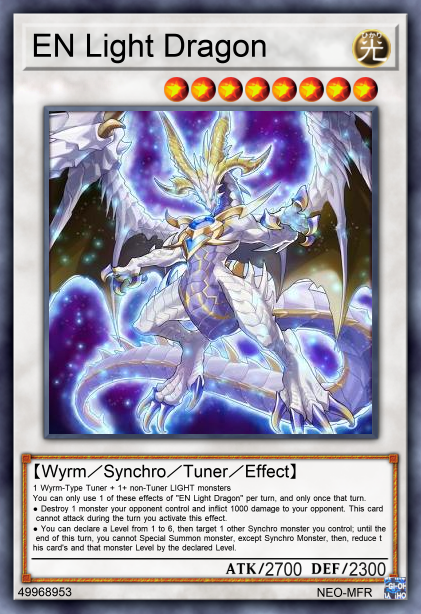 EN Light Dragon
ひかり
光
【Wyrm／Synchro／Tuner／Effect】
1 Wyrm-Type Tuner + 1+ non-Tuner LIGHT monsters
You can only use 1 of these effects of "EN Light Dragon" per turn, and only once that turn.
● Destroy 1 monster your opponent control and inflict 1000 damage to your opponent. This card
cannot attack during the turn you activate this effect.
● You can declare a Level from 1 to 6, then target 1 other Synchro monster you control; until the
end of this turn, you cannot Special Summon monster, except Synchro Monster, then, reduce t
his card's and that monster Level by the declared Level.
ATK/2700 DEF/2300
49968953 NEO-MFR